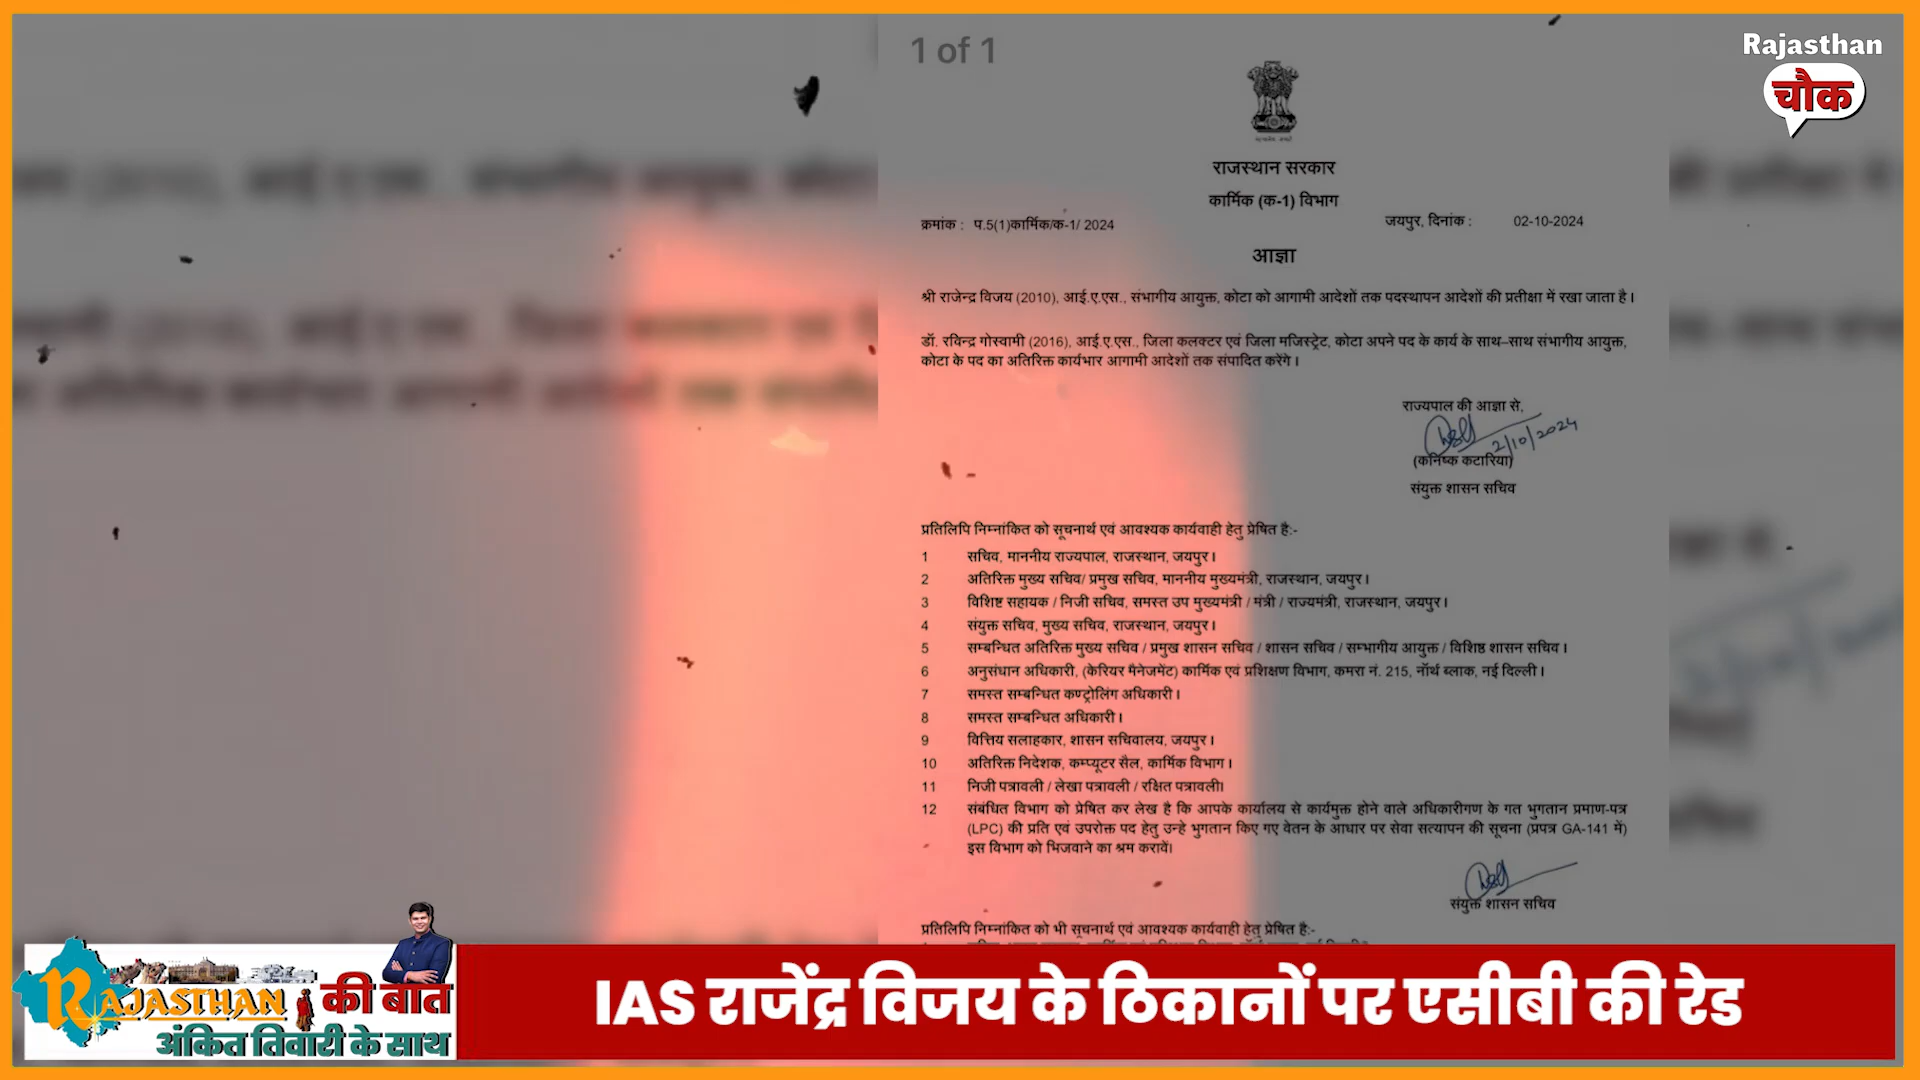 1 of 1
Rajasthan
चौक
राजस्थान सरकार
कार्मिक (क-1) विभाग
क्रमांक : प.5(1)कार्मिक/क-1/ 2024
जयपुर, दिनांक : 02-10-2024
आज्ञा
श्री राजेन्द्र विजय (2010), आई.ए.एस., संभागीय आयुक्त, कोटा को आगामी आदेशों तक पदस्थापन आदेशों की प्रतीक्षा में रखा जाता है।
डॉ. रविन्द्र गोस्वामी (2016), आई.ए.एस., जिला कलक्टर एवं जिला मजिस्ट्रेट, कोटा अपने पद के कार्य के साथ–साथ संभागीय आयुक्त,
कोटा के पद का अतिरिक्त कार्यभार आगामी आदेशों तक संपादित करेंगे।
राज्यपाल की आज्ञा से,
2/10/2024
(कनिष्क कटारिया)
संयुक्त शासन सचिव
प्रतिलिपि निम्नांकित को सूचनार्थ एवं आवश्यक कार्यवाही हेतु प्रेषित है:-
1 सचिव, माननीय राज्यपाल, राजस्थान, जयपुर।
2 अतिरिक्त मुख्य सचिव/ प्रमुख सचिव, माननीय मुख्यमंत्री, राजस्थान, जयपुर।
3 विशिष्ट सहायक / निजी सचिव, समस्त उप मुख्यमंत्री / मंत्री / राज्यमंत्री, राजस्थान, जयपुर।
4 संयुक्त सचिव, मुख्य सचिव, राजस्थान, जयपुर।
5 सम्बन्धित अतिरिक्त मुख्य सचिव / प्रमुख शासन सचिव / शासन सचिव / सम्भागीय आयुक्त / विशिष्ठ शासन सचिव।
6 अनुसंधान अधिकारी, (केरियर मैनेजमेंट) कार्मिक एवं प्रशिक्षण विभाग, कमरा नं. 215, नॉर्थ ब्लाक, नई दिल्ली।
7 समस्त सम्बन्धित कण्ट्रोलिंग अधिकारी।
8 समस्त सम्बन्धित अधिकारी।
9 वित्तिय सलाहकार, शासन सचिवालय, जयपुर।
10 अतिरिक्त निदेशक, कम्प्यूटर सैल, कार्मिक विभाग।
11 निजी पत्रावली / लेखा पत्रावली / रक्षित पत्रावली।
12 संबंधित विभाग को प्रेषित कर लेख है कि आपके कार्यालय से कार्यमुक्त होने वाले अधिकारीगण के गत भुगतान प्रमाण-पत्र
(LPC) की प्रति एवं उपरोक्त पद हेतु उन्हे भुगतान किए गए वेतन के आधार पर सेवा सत्यापन की सूचना (प्रपत्र GA-141 में)
इस विभाग को भिजवाने का श्रम करावें।
संयुक्त शासन सचिव
प्रतिलिपि निम्नांकित को भी सूचनार्थ एवं आवश्यक कार्यवाही हेतु प्रेषित है:-
RAJASTHAN की बात
अंकित तिवारी के साथ
IAS राजेंद्र विजय के ठिकानों पर एसीबी की रेड